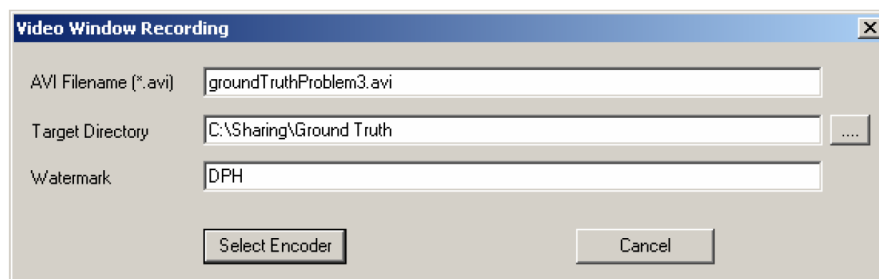 Video Window Recording
AVI Filename (*.avi) groundTruthProblem3.avi
Target Directory C:\Sharing\Ground Truth ....
Watermark DPH
Select Encoder Cancel